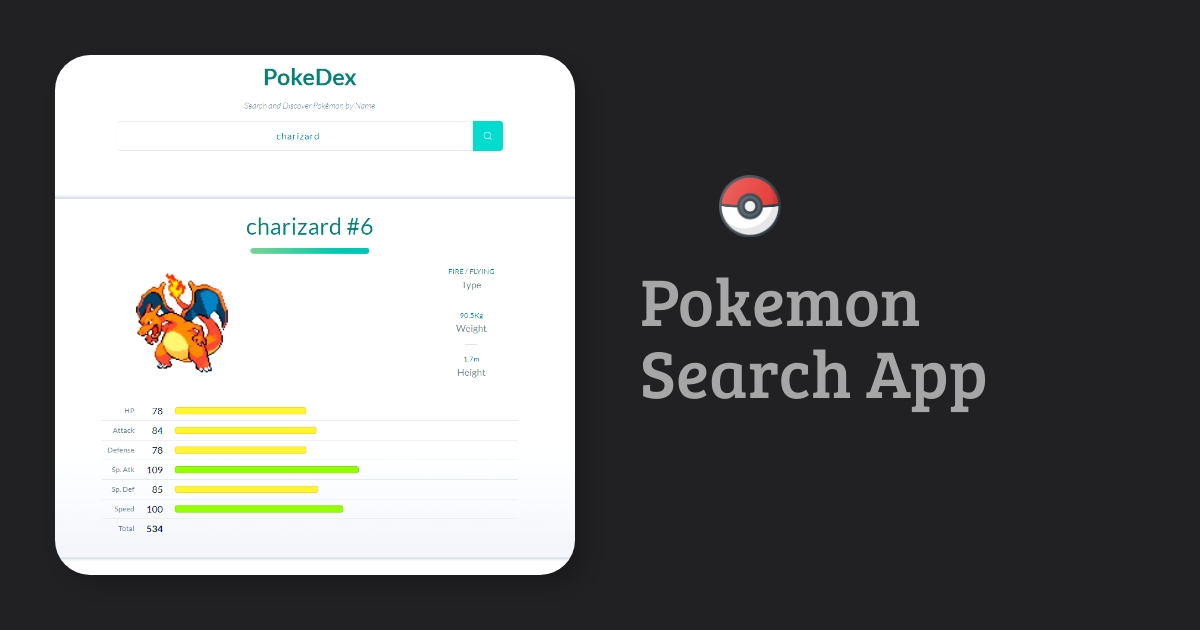 PokeDex
Search and Discover Pokémon by Name
charizard
charizard #6
FIRE / FLYING
Type
90.5Kg
Weight
1.7m
Height
HP 78
Attack 84
Defense 78
Sp. Atk 109
Sp. Def 85
Speed 100
Total 534
Pokemon
Search App